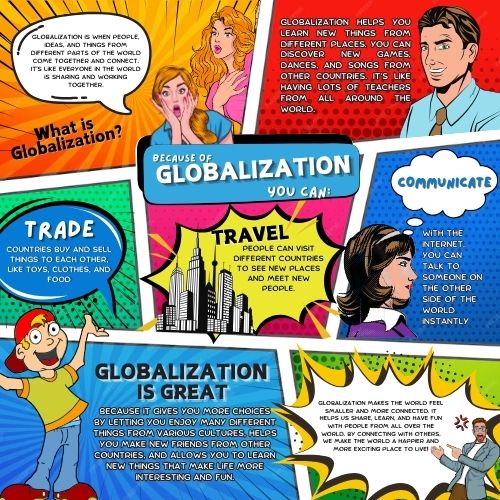 GLOBALIZATION IS WHEN PEOPLE,
IDEAS, AND THINGS FROM
DIFFERENT PARTS OF THE WORLD
COME TOGETHER AND CONNECT.
IT'S LIKE EVERYONE IN THE WORLD
IS SHARING AND WORKING
TOGETHER.
What is
Globalization?
GLOBALIZATION HELPS YOU
LEARN NEW THINGS FROM
DIFFERENT PLACES. YOU CAN
DISCOVER NEW GAMES,
DANCES, AND SONGS FROM
OTHER COUNTRIES. IT'S LIKE
HAVING LOTS OF TEACHERS
FROM ALL AROUND THE
WORLD.
BECAUSE OF
GLOBALIZATION
YOU CAN:
TRADE
COUNTRIES BUY AND SELL
THINGS TO EACH OTHER,
LIKE TOYS, CLOTHES, AND
FOOD
TRAVEL
PEOPLE CAN VISIT
DIFFERENT COUNTRIES
TO SEE NEW PLACES
AND MEET NEW
PEOPLE.
COMMUNICATE
WITH THE
INTERNET,
YOU CAN
TALK TO
SOMEONE ON
THE OTHER
SIDE OF THE
WORLD
INSTANTLY
GLOBALIZATION
IS GREAT
BECAUSE IT GIVES YOU MORE CHOICES
BY LETTING YOU ENJOY MANY DIFFERENT
THINGS FROM VARIOUS CULTURES, HELPS
YOU MAKE NEW FRIENDS FROM OTHER
COUNTRIES, AND ALLOWS YOU TO LEARN
NEW THINGS THAT MAKE LIFE MORE
INTERESTING AND FUN.
GLOBALIZATION MAKES THE WORLD FEEL
SMALLER AND MORE CONNECTED. IT
HELPS US SHARE, LEARN, AND HAVE FUN
WITH PEOPLE FROM ALL OVER THE
WORLD. BY CONNECTING WITH OTHERS,
WE MAKE THE WORLD A HAPPIER AND
MORE EXCITING PLACE TO LIVE!